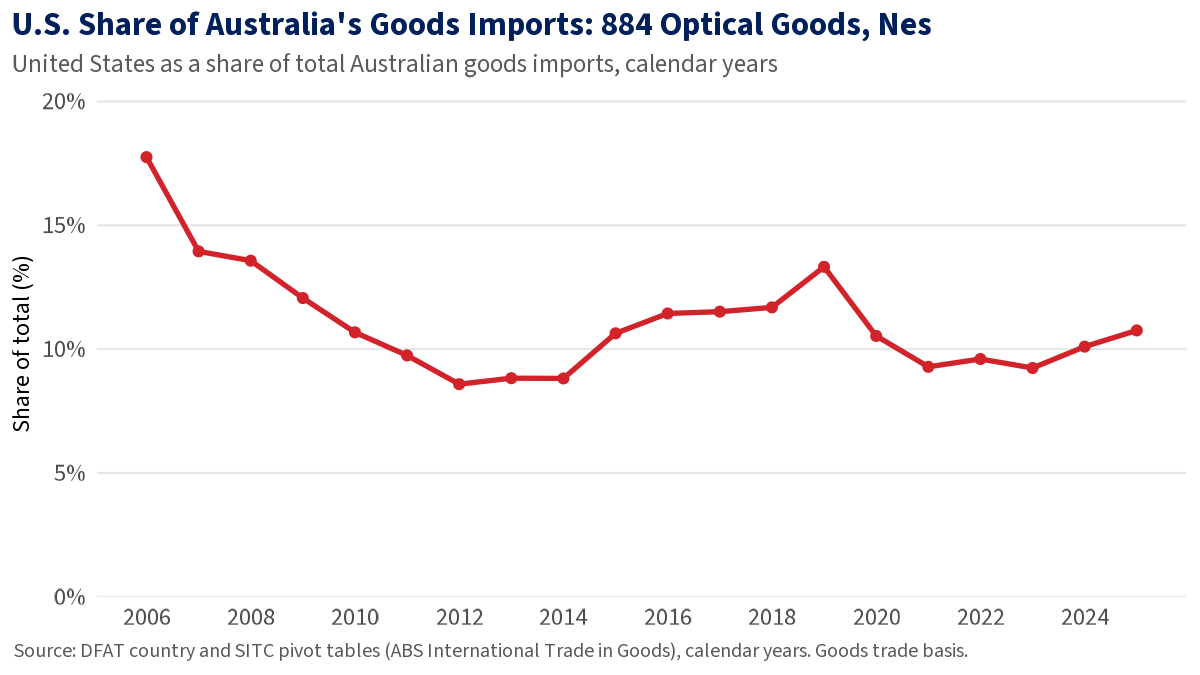 U.S. Share of Australia's Goods Imports: 884 Optical Goods, Nes
United States as a share of total Australian goods imports, calendar years
20%
15%
10%
5%
0%
Share of total (%)
2006 2008 2010 2012 2014 2016 2018 2020 2022 2024
Source: DFAT country and SITC pivot tables (ABS International Trade in Goods), calendar years. Goods trade basis.